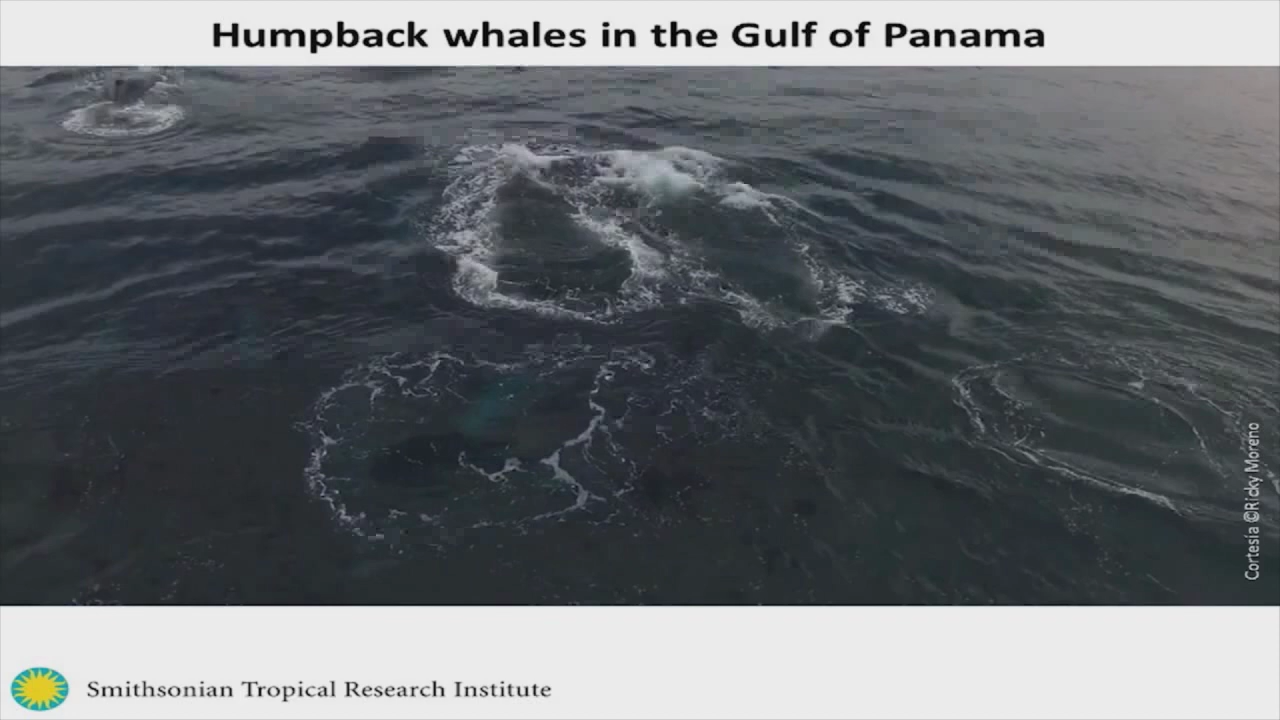 Humpback whales in the Gulf of Panama
Cortesía ©Ricky Moreno
Smithsonian Tropical Research Institute